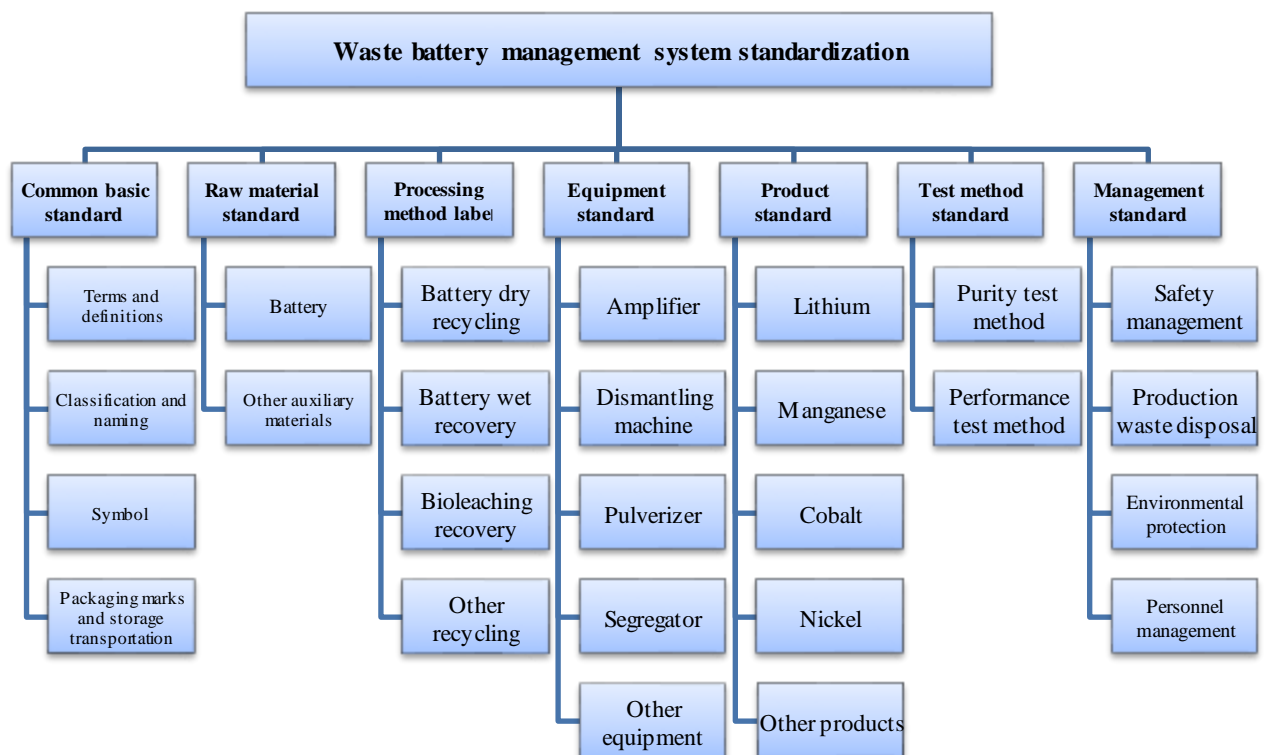 Waste battery management system standardization
Common basic
standard
Terms and
definitions
Classification and
naming
Symbol
Packaging marks
and storage
transportation
Raw material
standard
Battery
Other auxiliary
materials
Processing
method labe
Battery dry
recycling
Battery wet
recovery
Bioleaching
recovery
Other
recycling
Equipment
standard
Amplifier
Dismantling
machine
Pulverizer
Segregator
Other
equipment
Product
standard
Lithium
Manganese
Cobalt
Nickel
Other products
Test method
standard
Purity test
method
Performance
test method
Management
standard
Safety
management
Production
waste disposal
Environmental
protection
Personnel
management